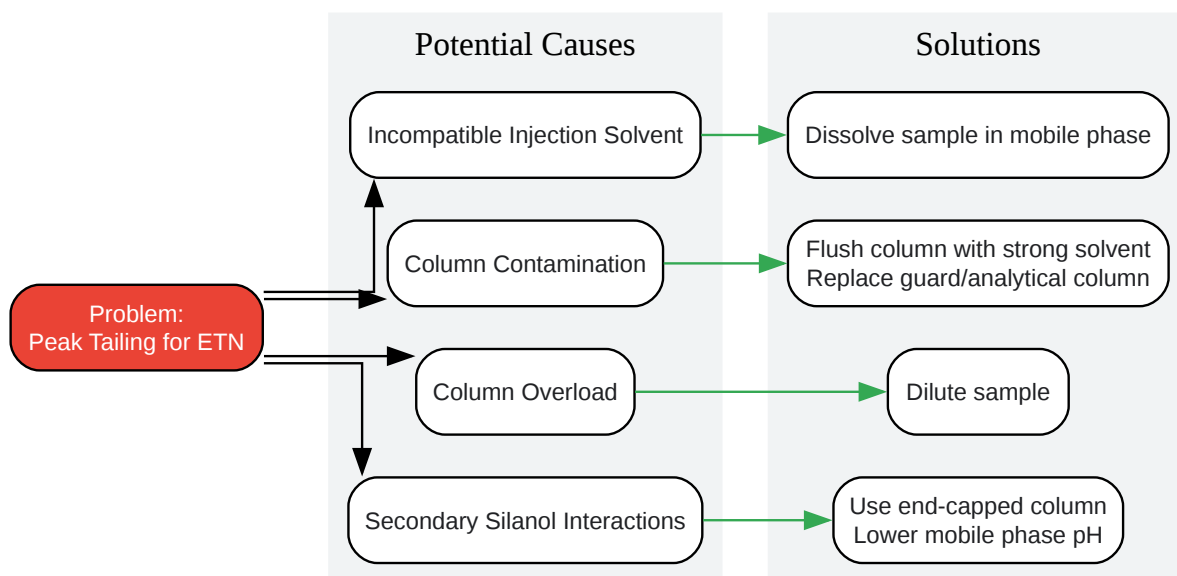 Potential Causes
Solutions
Incompatible Injection Solvent
Dissolve sample in mobile phase
Column Contamination
Flush column with strong solvent
Replace guard/analytical column
Problem:
Peak Tailing for ETN
Column Overload
Dilute sample
Secondary Silanol Interactions
Use end-capped column
Lower mobile phase pH